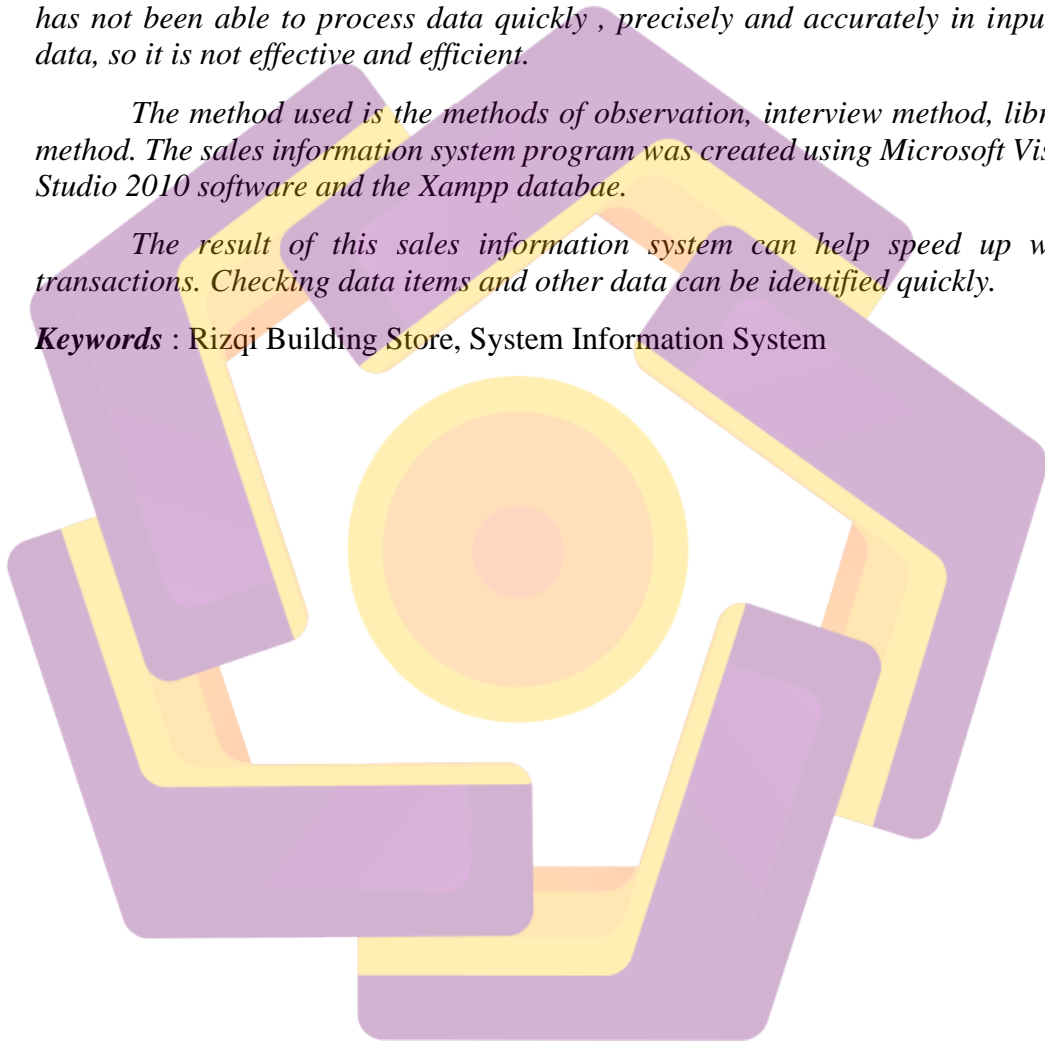 has not been able to process data quickly , precisely and accurately in inpu
data, so it is not effective and efficient.
The method used is the methods of observation, interview method, libr
method. The sales information system program was created using Microsoft Vis
Studio 2010 software and the Xampp databae.
The result of this sales information system can help speed up w
transactions. Checking data items and other data can be identified quickly.
Keywords : Rizqi Building Store, System Information System